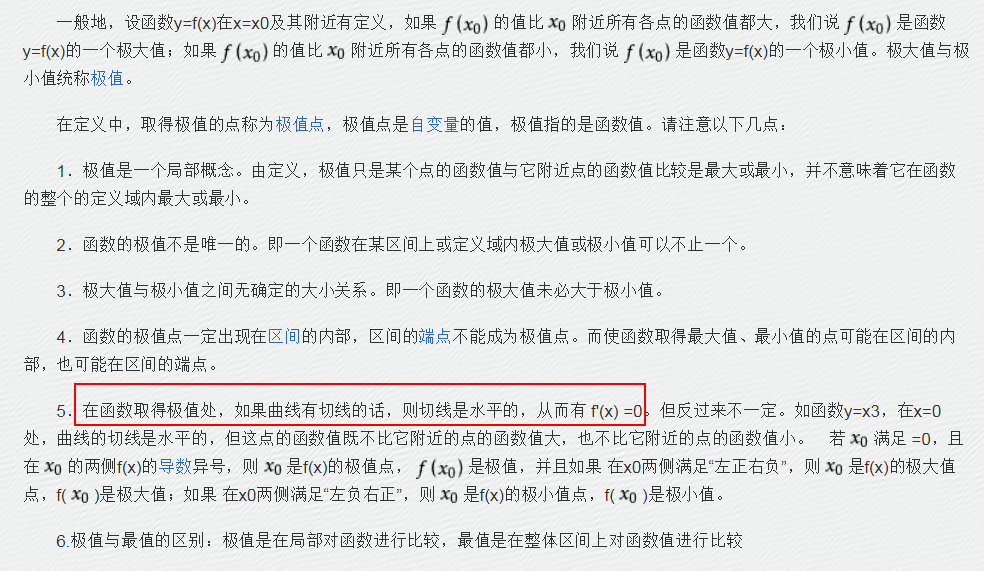 一般地，设函数y=f(x)在x=x0及其附近有定义，如果 f (x₀) 的值比 x₀ 附近所有各点的函数值都大，我们说 f (x₀) 是函数
y=f(x)的一个极大值；如果 f (x₀) 的值比 x₀ 附近所有各点的函数值都小，我们说 f (x₀) 是函数y=f(x)的一个极小值。极大值与极
小值统称极值。
在定义中，取得极值的点称为极值点，极值点是自变量的值，极值指的是函数值。请注意以下几点：
1．极值是一个局部概念。由定义，极值只是某个点的函数值与它附近点的函数值比较是最大或最小，并不意味着它在函数
的整个的定义域内最大或最小。
2．函数的极值不是唯一的。即一个函数在某区间上或定义域内极大值或极小值可以不止一个。
3．极大值与极小值之间无确定的大小关系。即一个函数的极大值未必大于极小值。
4．函数的极值点一定出现在区间的内部，区间的端点不能成为极值点。而使函数取得最大值、最小值的点可能在区间的内
部，也可能在区间的端点。
5．在函数取得极值处，如果曲线有切线的话，则切线是水平的，从而有 f'(x) =0。但反过来不一定。如函数y=x3，在x=0
处，曲线的切线是水平的，但这点的函数值既不比它附近的点的函数值大，也不比它附近的点的函数值小。 若 x₀ 满足 =0，且
在 x₀ 的两侧f(x)的导数异号，则 x₀ 是f(x)的极值点， f (x₀) 是极值，并且如果 在x0两侧满足“左正右负”，则 x₀ 是f(x)的极大值
点，f( x₀ )是极大值；如果 在x0两侧满足“左负右正”，则 x₀ 是f(x)的极小值点，f( x₀ )是极小值。
6.极值与最值的区别：极值是在局部对函数进行比较，最值是在整体区间上对函数值进行比较